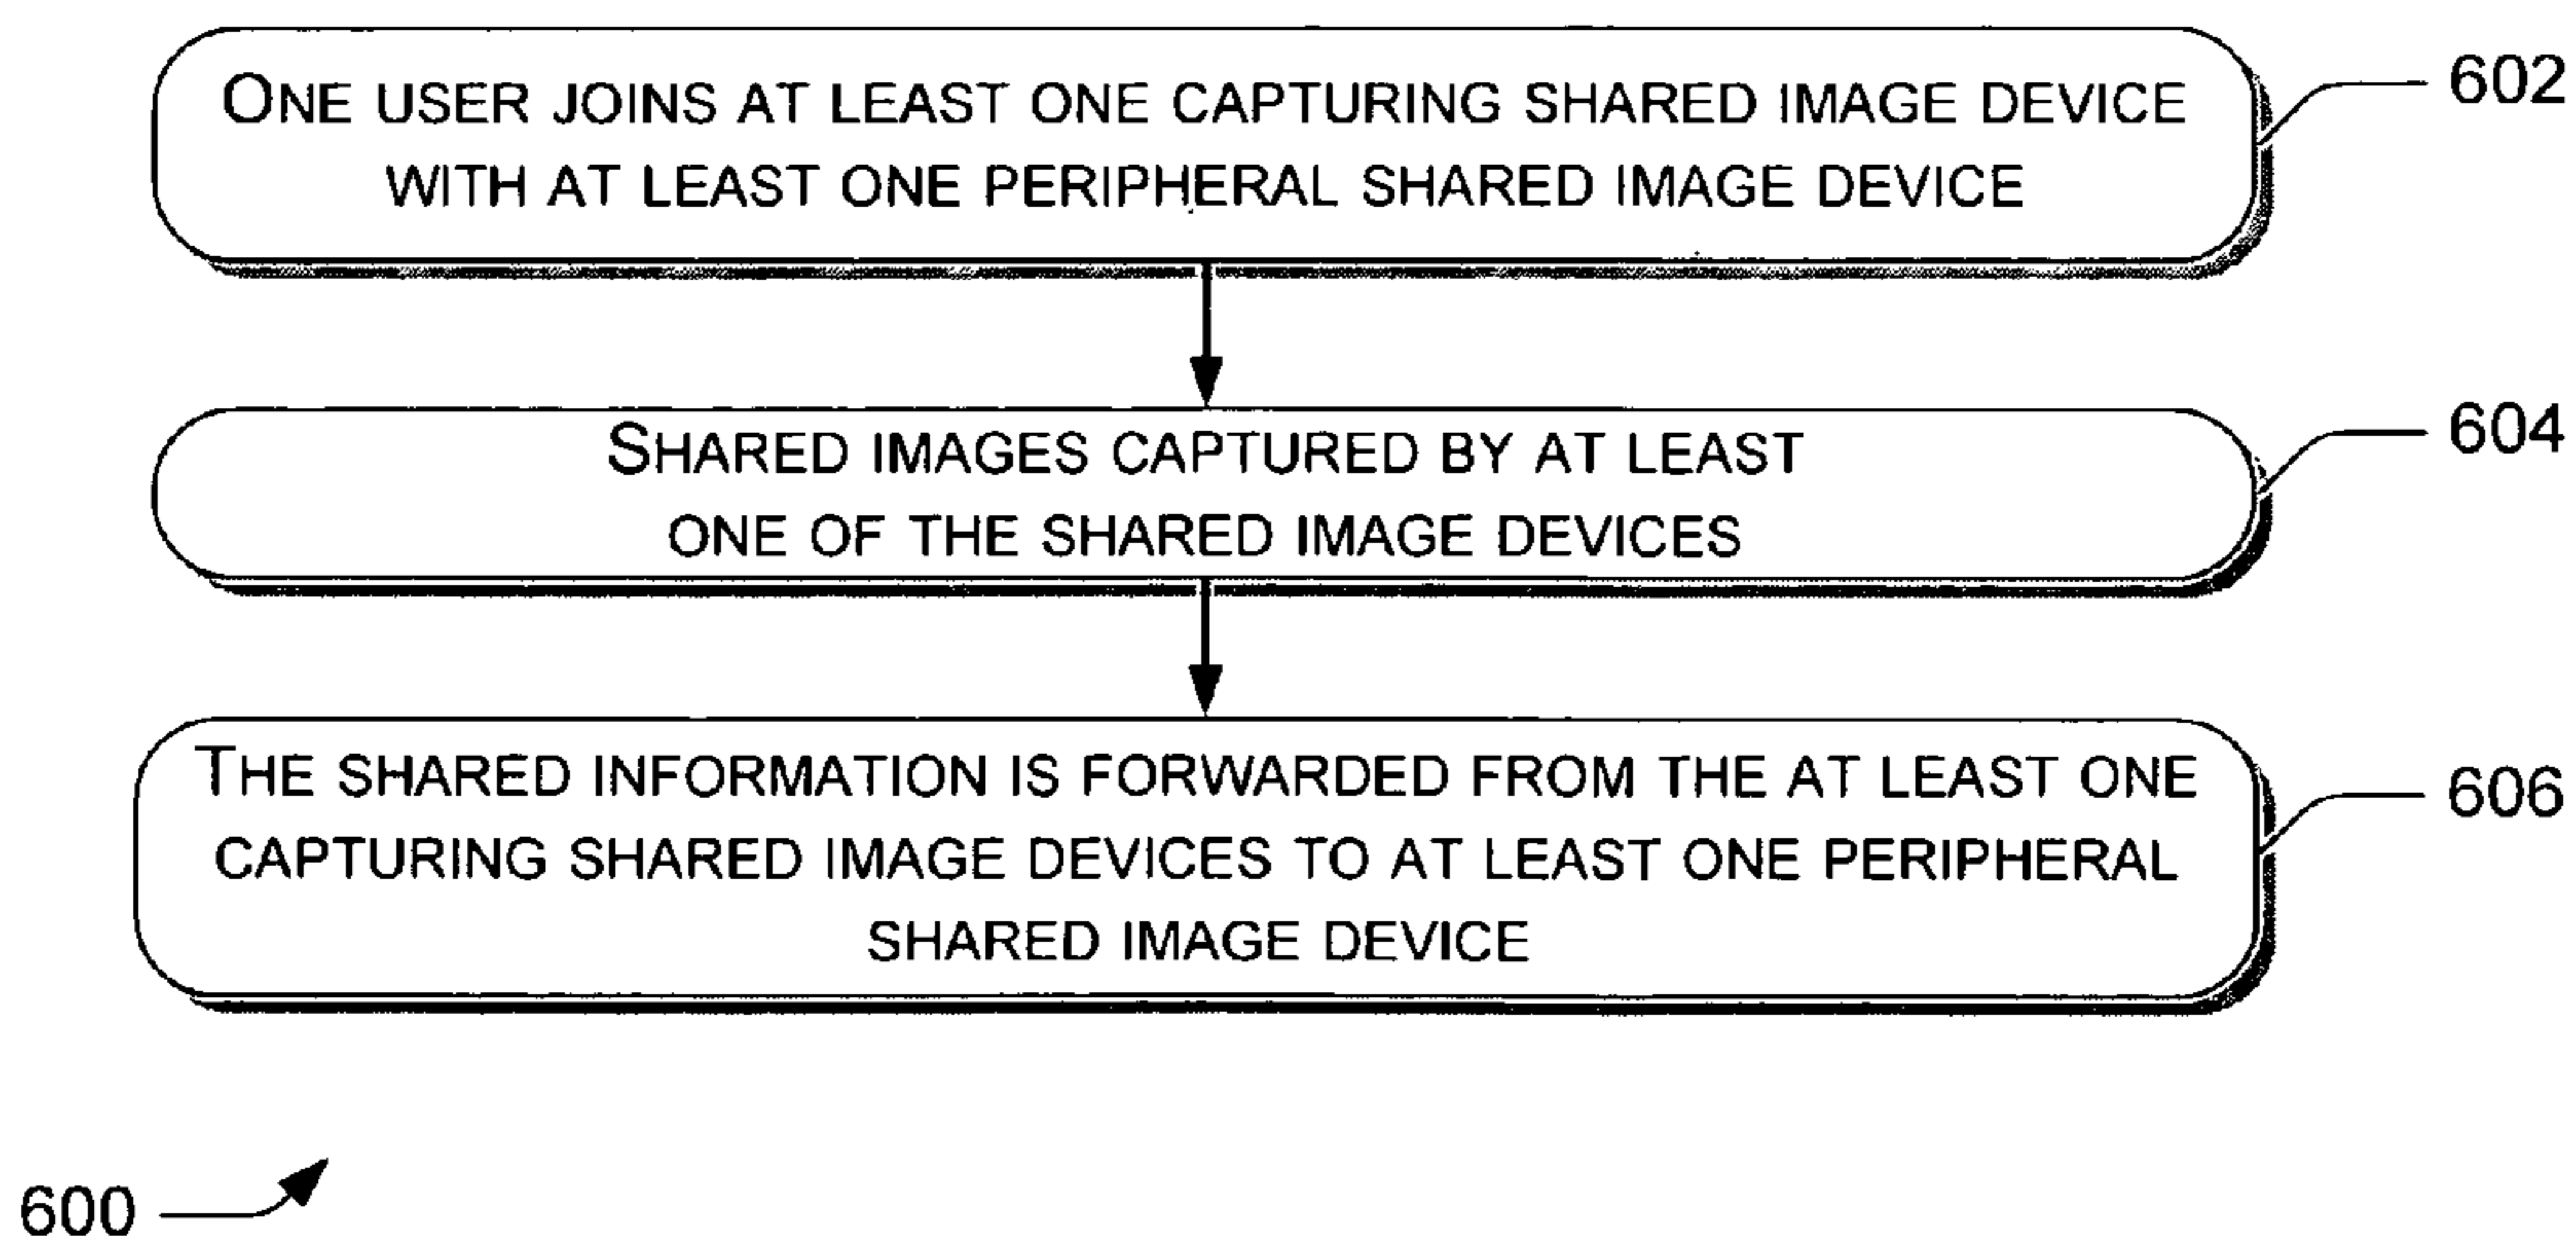 ONE USER JOINS AT LEAST ONE CAPTURING SHARED IMAGE DEVICE
WITH AT LEAST ONE PERIPHERAL SHARED IMAGE DEVICE
602
SHARED IMAGES CAPTURED BY AT LEAST
ONE OF THE SHARED IMAGE DEVICES
604
THE SHARED INFORMATION IS FORWARDED FROM THE AT LEAST ONE
CAPTURING SHARED IMAGE DEVICES TO AT LEAST ONE PERIPHERAL
SHARED IMAGE DEVICE
606
600